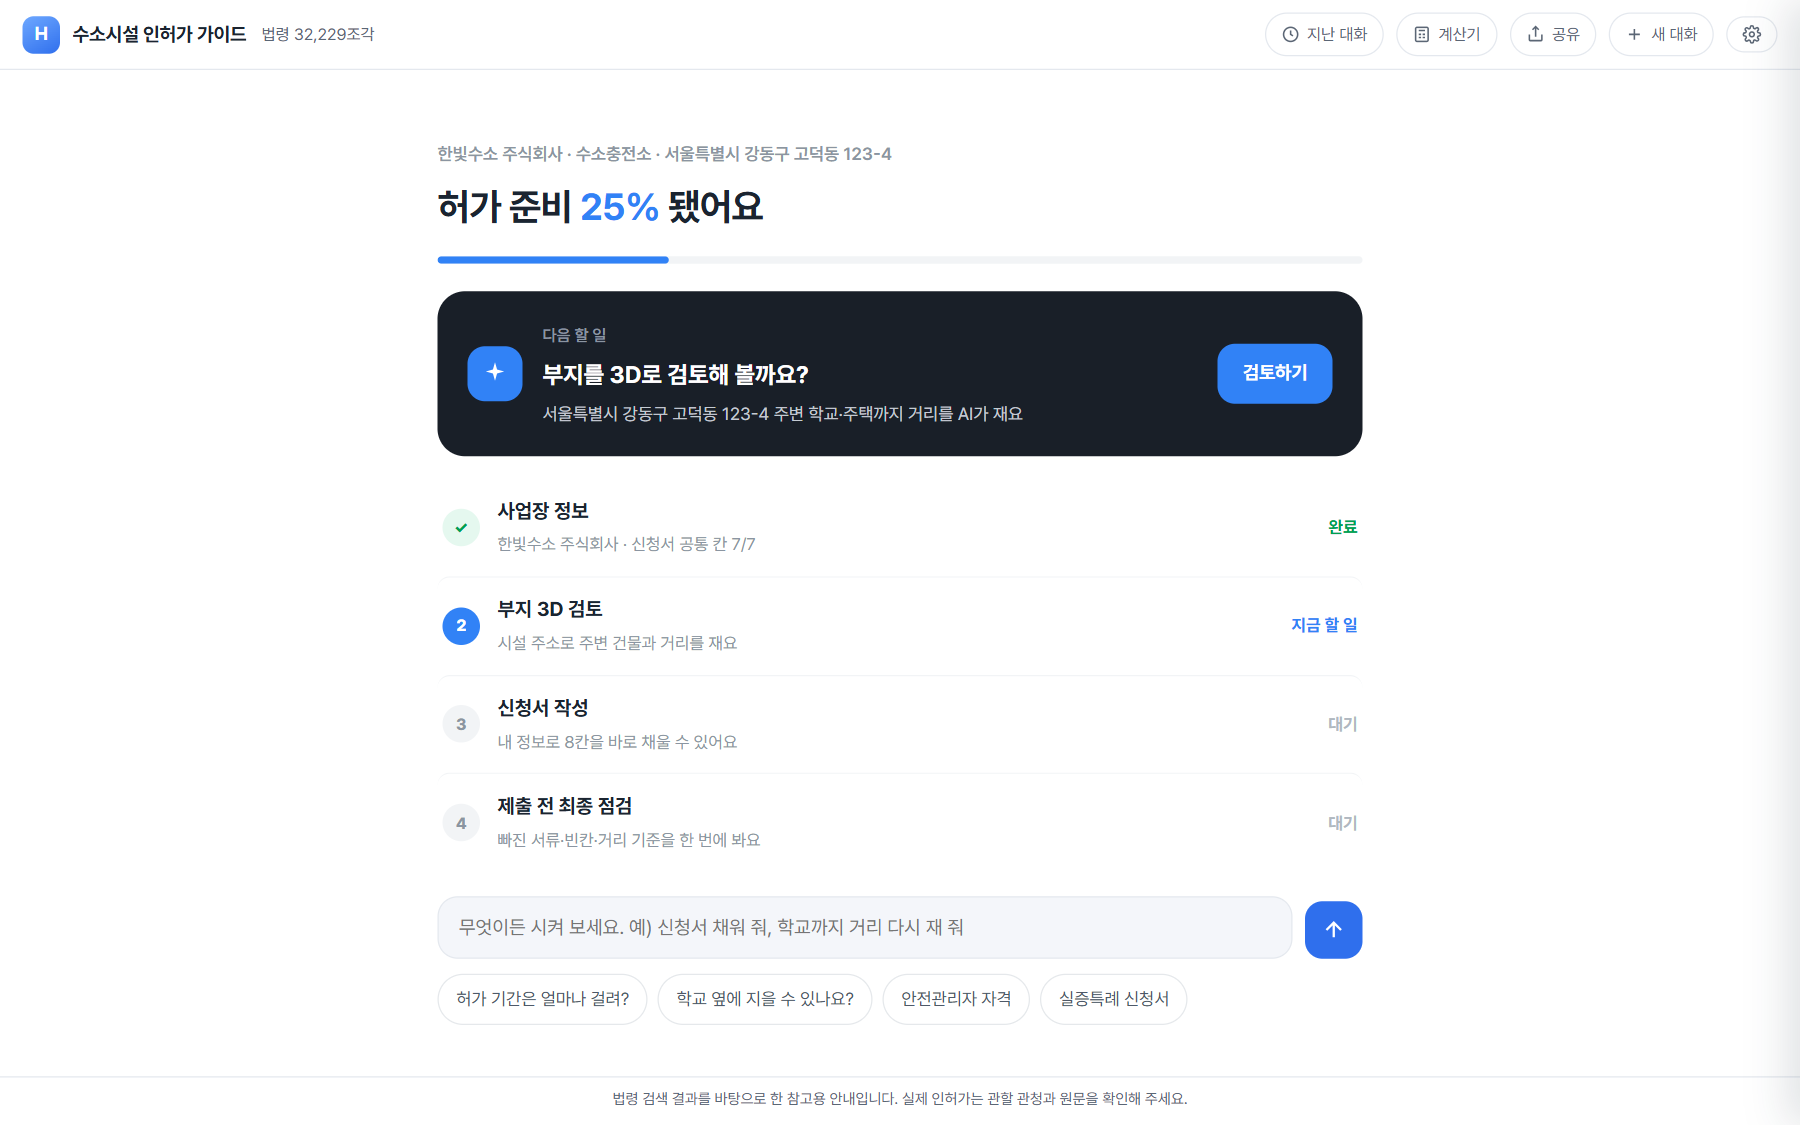 H 수소시설 인허가 가이드 법령 32,229조각 지난 대화 계산기 공유 새 대화
한빛수소 주식회사 · 수소충전소 · 서울특별시 강동구 고덕동 123-4
허가 준비 25% 됐어요
다음 할 일
부지를 3D로 검토해 볼까요?
검토하기
서울특별시 강동구 고덕동 123-4 주변 학교·주택까지 거리를 AI가 재요
사업장 정보
한빛수소 주식회사 · 신청서 공통 칸 7/7
완료
2 부지 3D 검토
시설 주소로 주변 건물과 거리를 재요
지금 할 일
3 신청서 작성
내 정보로 8칸을 바로 채울 수 있어요
대기
4 제출 전 최종 점검
빠진 서류·빈칸·거리 기준을 한 번에 봐요
대기
무엇이든 시켜 보세요. 예) 신청서 채워 줘, 학교까지 거리 다시 재 줘
허가 기간은 얼마나 걸려? 학교 옆에 지을 수 있나요? 안전관리자 자격 실증특례 신청서
법령 검색 결과를 바탕으로 한 참고용 안내입니다. 실제 인허가는 관할 관청과 원문을 확인해 주세요.